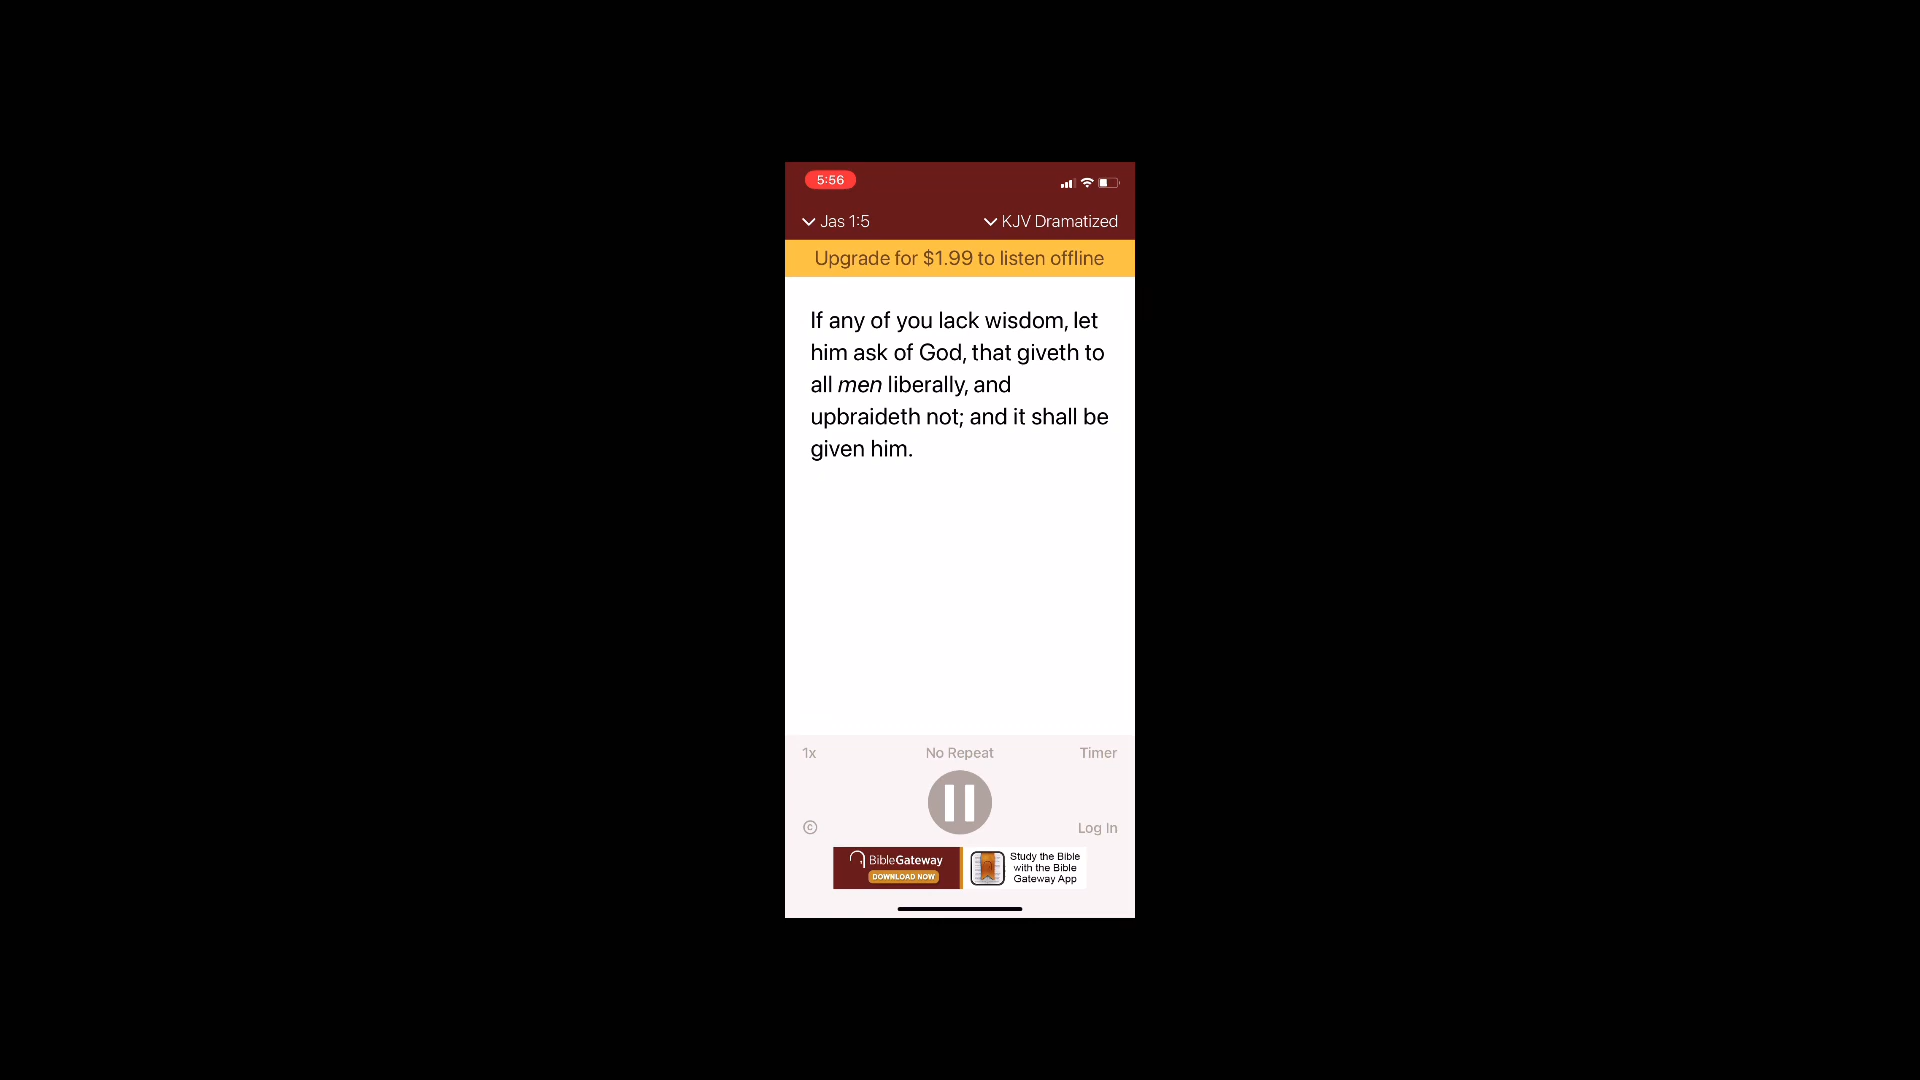 5:56
Jas 1:5
KJV Dramatized
Upgrade for $1.99 to listen offline
If any of you lack wisdom, let
him ask of God, that giveth to
all men liberally, and
upbraideth not; and it shall be
given him.
1x
No Repeat
Timer
©
Log In
BibleGateway
DOWNLOAD NOW
Study the Bible
with the Bible
Gateway App